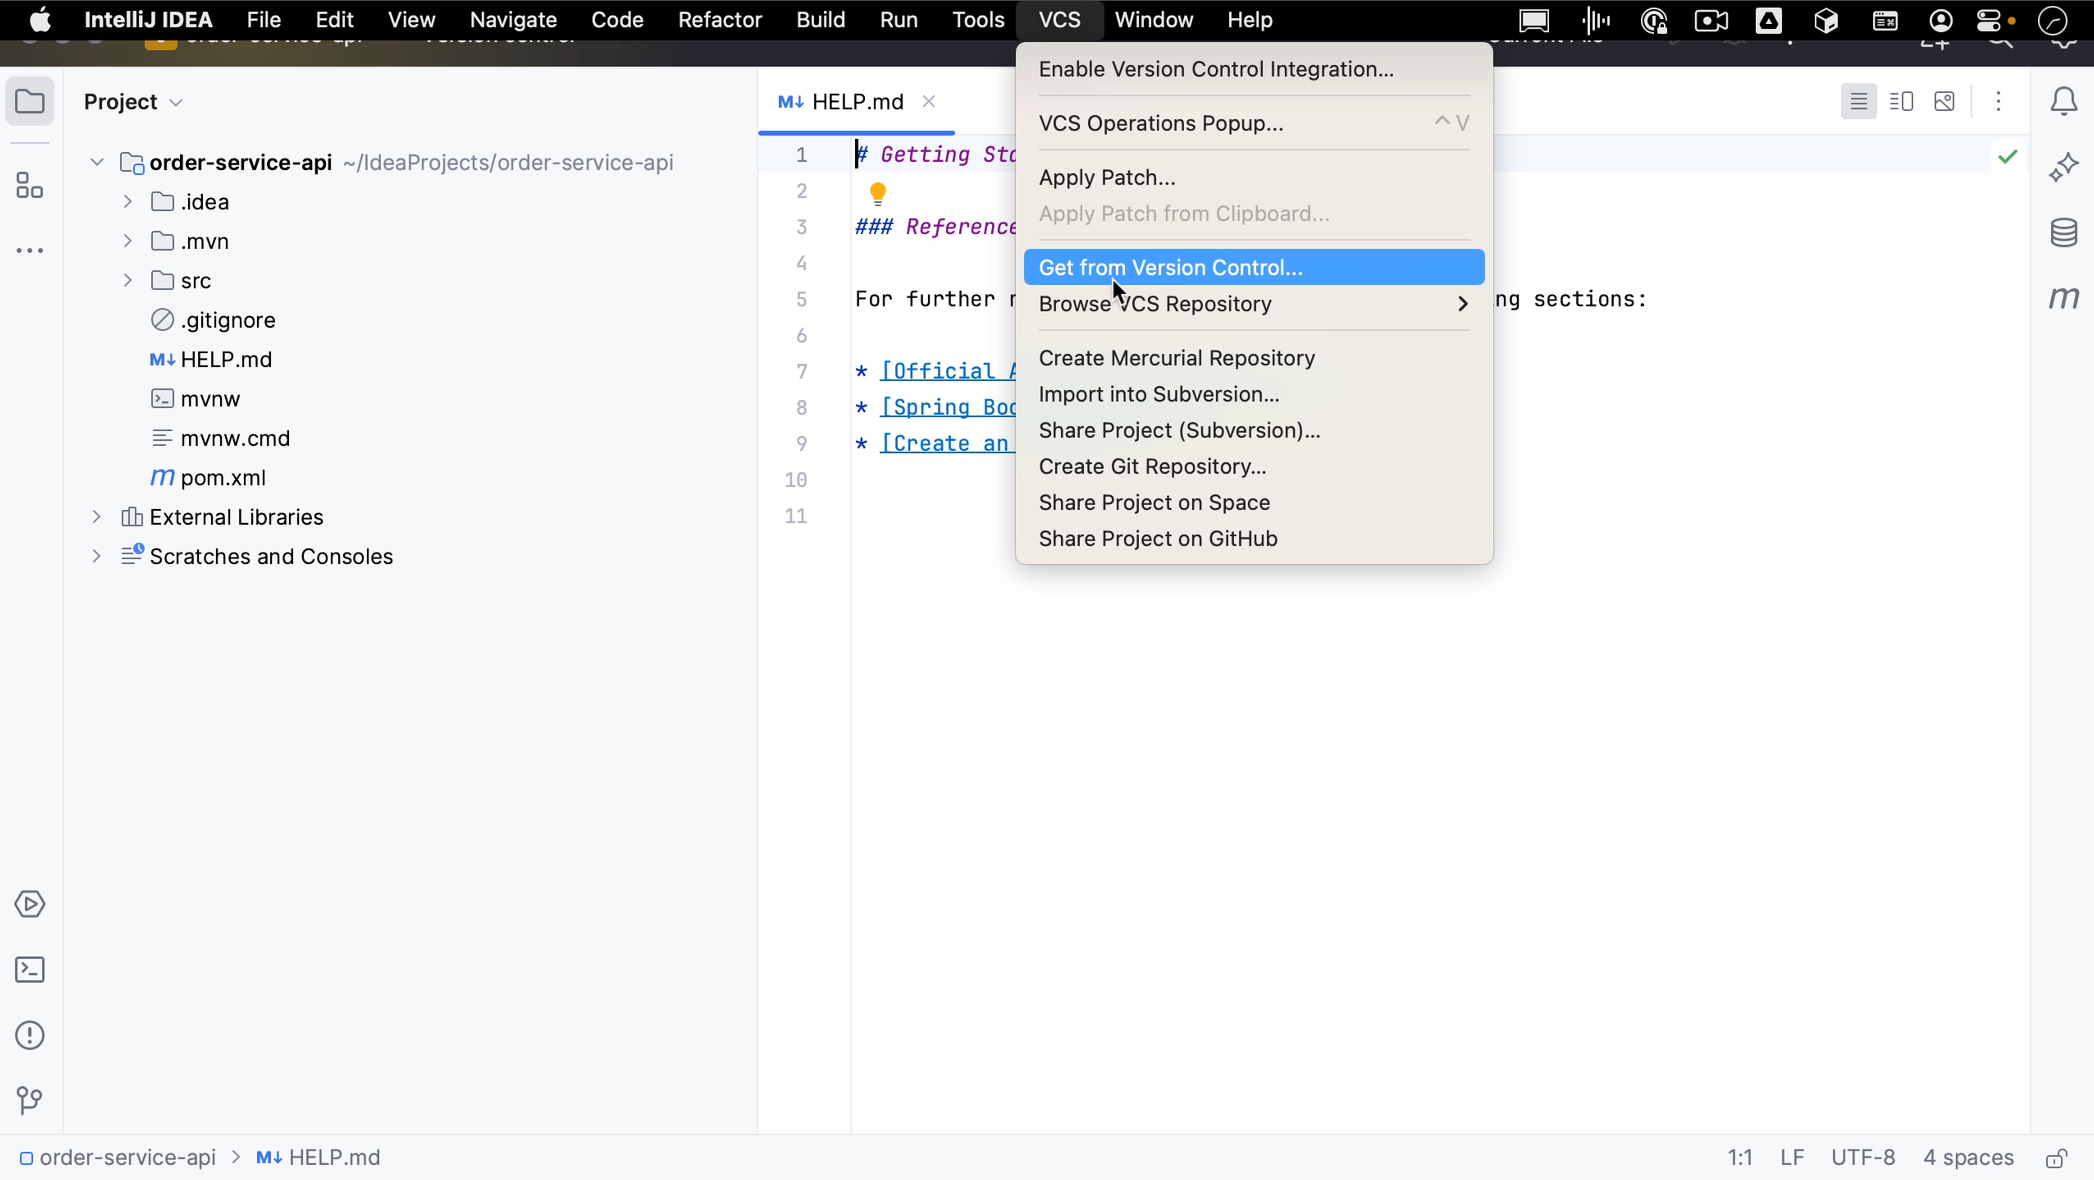 IntelliJ IDEA File Edit View Navigate Code Refactor Build Run Tools VCS Window Help
Project
M↓ HELP.md
order-service-api ~/IdeaProjects/order-service-api
.idea
.mvn
src
.gitignore
M↓ HELP.md
mvnw
mvnw.cmd
m pom.xml
External Libraries
Scratches and Consoles
1 # Getting Sta
2
3 ### Reference
4
5 For further ng sections:
6
7 * [Official A
8 * [Spring Boo
9 * [Create an
10
11
Enable Version Control Integration...
VCS Operations Popup... ^ V
Apply Patch...
Apply Patch from Clipboard...
Get from Version Control...
Browse VCS Repository
Create Mercurial Repository
Import into Subversion...
Share Project (Subversion)...
Create Git Repository...
Share Project on Space
Share Project on GitHub
m
order-service-api > M↓ HELP.md
1:1 LF UTF-8 4 spaces